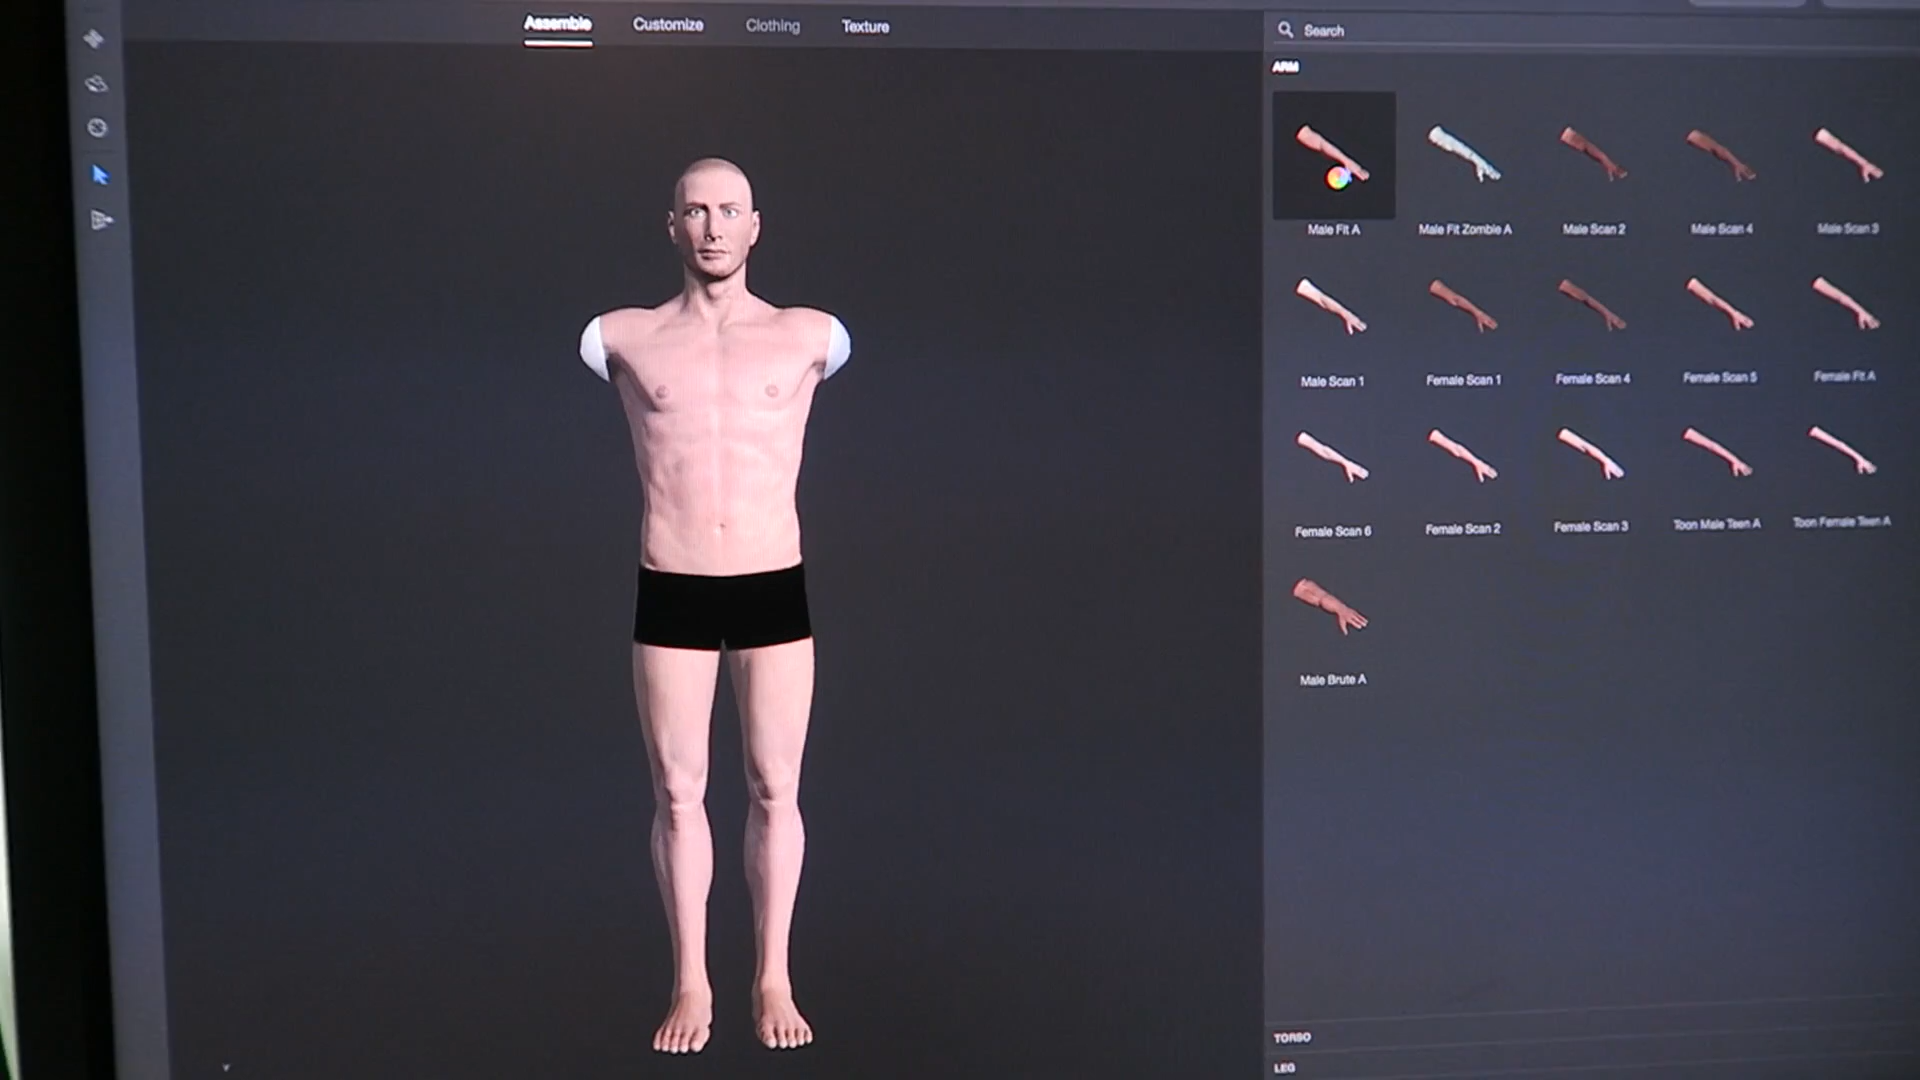 Assemble Customize Clothing Texture
Search
ARM
Male Fit A Male Fit Zombie A Male Scan 2 Male Scan 4 Male Scan 3
Male Scan 1 Female Scan 1 Female Scan 4 Female Scan 5 Female Fit A
Female Scan 6 Female Scan 2 Female Scan 3 Toon Male Teen A Toon Female Teen A
Male Brute A
TORSO
LEG